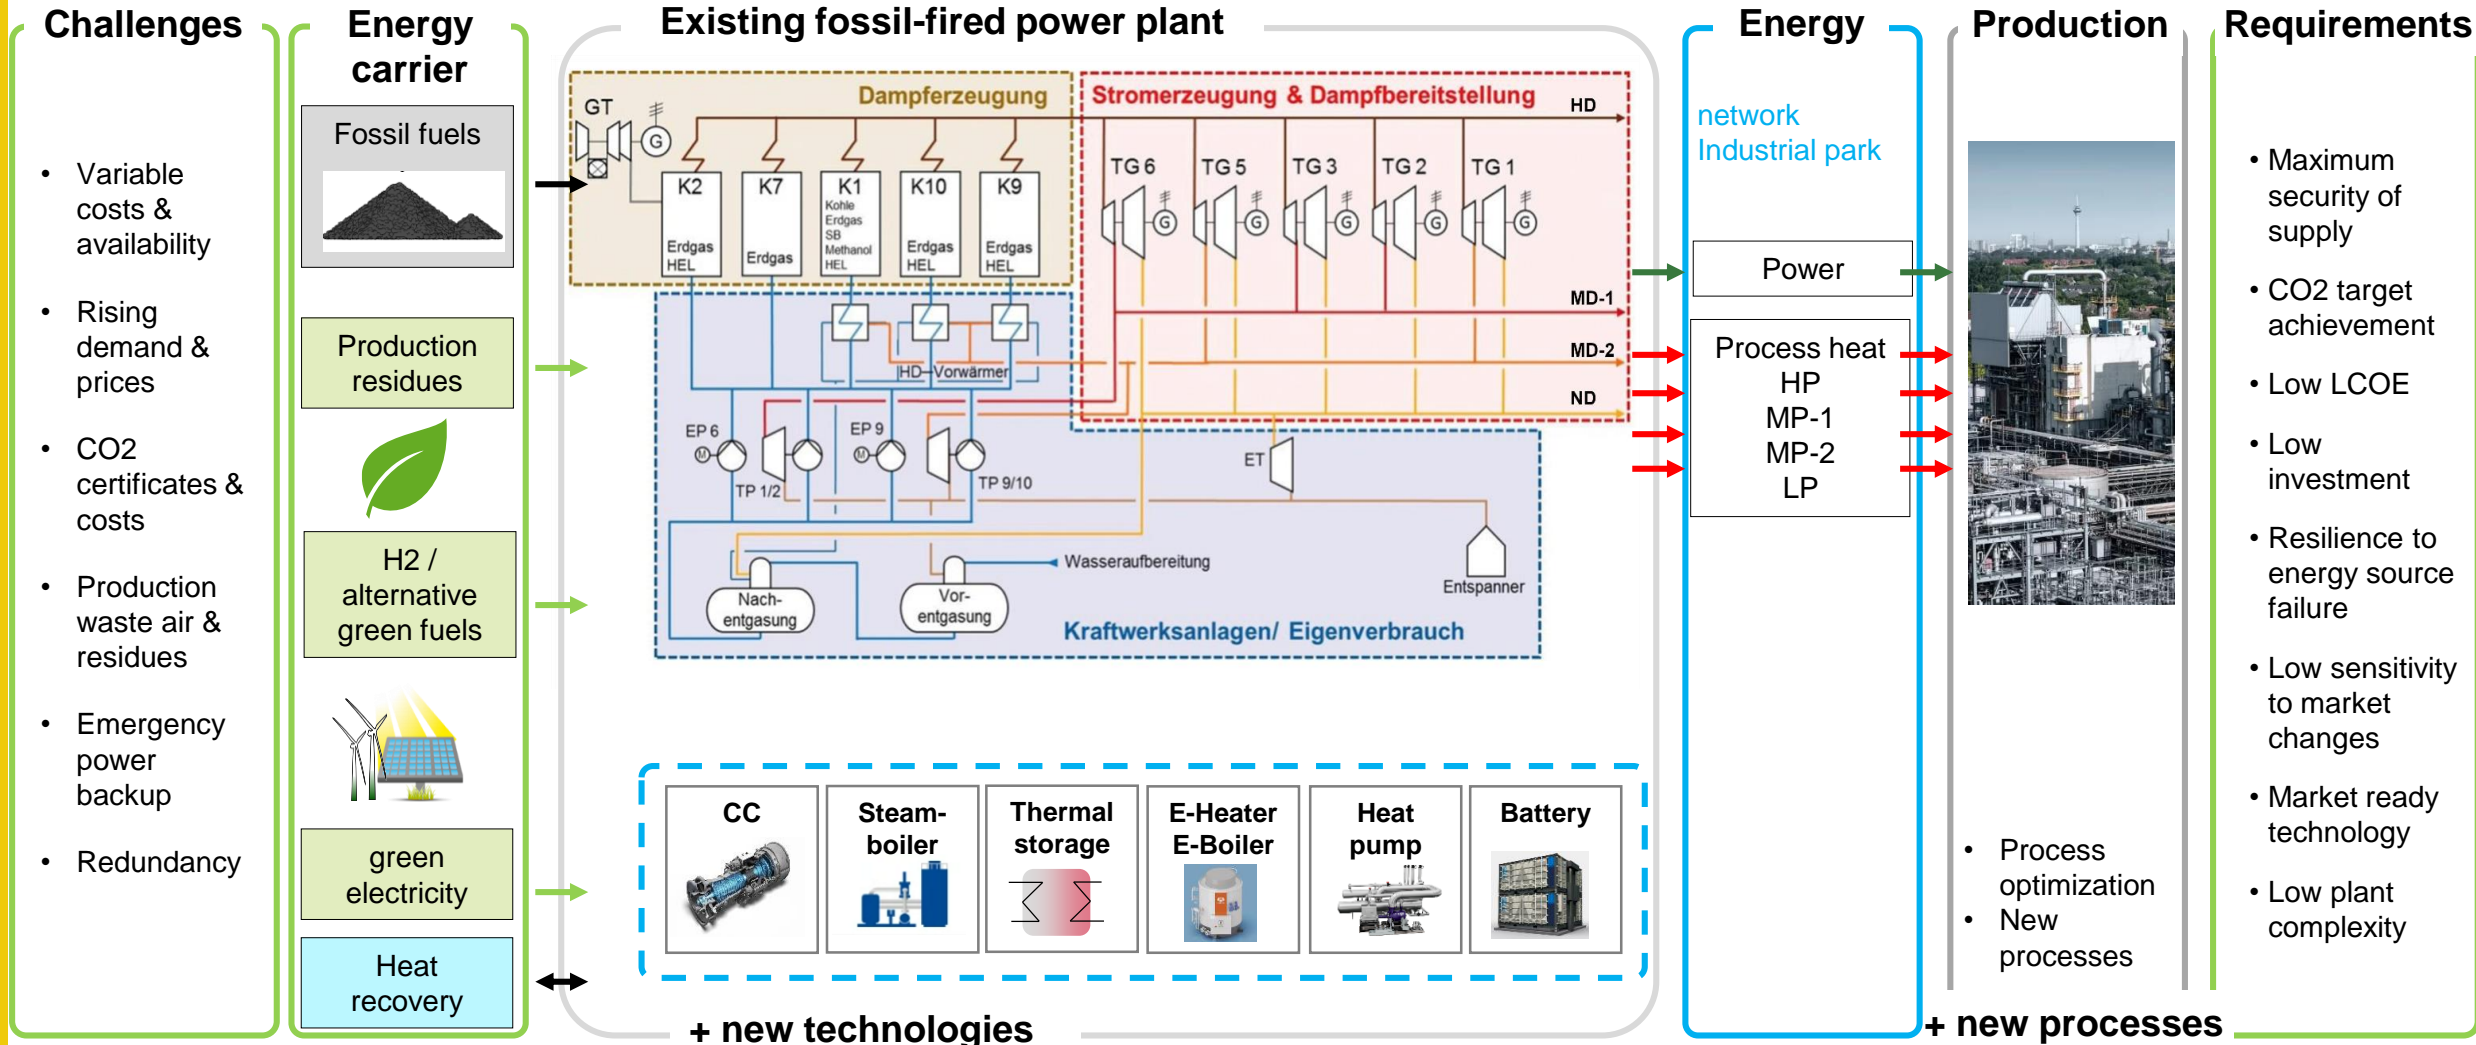 Challenges
• Variable
costs &
availability
• Rising
demand &
prices
• CO2
certificates &
costs
• Production
waste air &
residues
• Emergency
power
backup
• Redundancy
Energy
carrier
Fossil fuels
Production
residues
H2 /
alternative
green fuels
green
electricity
Heat
recovery
Existing fossil-fired power plant
Dampferzeugung
GT
G
K2
Erdgas
HEL
K7
Erdgas
K1
Kohle
Erdgas
SB
Methanol
HEL
K10
Erdgas
HEL
K9
Erdgas
HEL
Stromerzeugung & Dampfbereitstellung
HD
TG 6
G
TG 5
G
TG 3
G
TG 2
G
TG 1
G
MD-1
MD-2
ND
HD-Vorwärmer
EP 6
M
TP 1/2
EP 9
M
TP 9/10
ET
Wasseraufbereitung
Nach-
entgasung
Vor-
entgasung
Entspanner
Kraftwerksanlagen/ Eigenverbrauch
CC
Steam-
boiler
Thermal
storage
E-Heater
E-Boiler
Heat
pump
Battery
+ new technologies
Energy
network
Industrial park
Power
Process heat
HP
MP-1
MP-2
LP
Production
• Process
optimization
• New
processes
+ new processes
Requirements
• Maximum
security of
supply
• CO2 target
achievement
• Low LCOE
• Low
investment
• Resilience to
energy source
failure
• Low sensitivity
to market
changes
• Market ready
technology
• Low plant
complexity